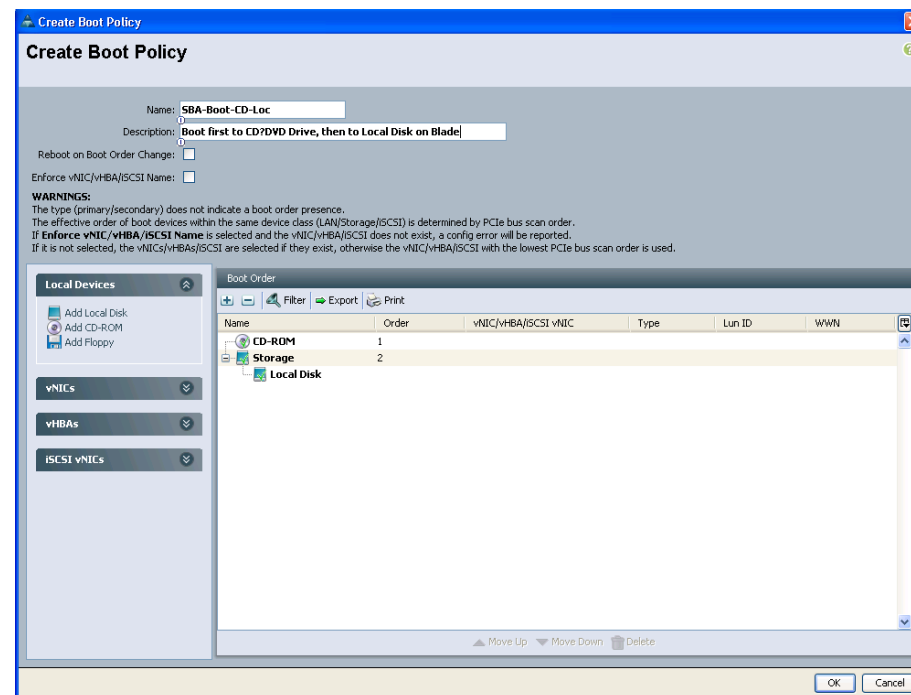 Create Boot Policy
Create Boot Policy
Name: SBA-Boot-CD-Loc
Description: Boot first to CD?DVD Drive, then to Local Disk on Blade
Reboot on Boot Order Change:
Enforce vNIC/vHBA/iSCSI Name:
WARNINGS:
The type (primary/secondary) does not indicate a boot order presence.
The effective order of boot devices within the same device class (LAN/Storage/iSCSI) is determined by PCIe bus scan order.
If Enforce vNIC/vHBA/iSCSI Name is selected and the vNIC/vHBA/iSCSI does not exist, a config error will be reported.
If it is not selected, the vNICs/vHBAs/iSCSI are selected if they exist, otherwise the vNIC/vHBA/iSCSI with the lowest PCIe bus scan order is used.
Local Devices
Add Local Disk
Add CD-ROM
Add Floppy
vNICs
vHBAs
iSCSI vNICs
Boot Order
Filter Export Print
Name Order vNIC/vHBA/iSCSI vNIC Type Lun ID WWN
CD-ROM 1
Storage 2
Local Disk
Move Up Move Down Delete
OK Cancel